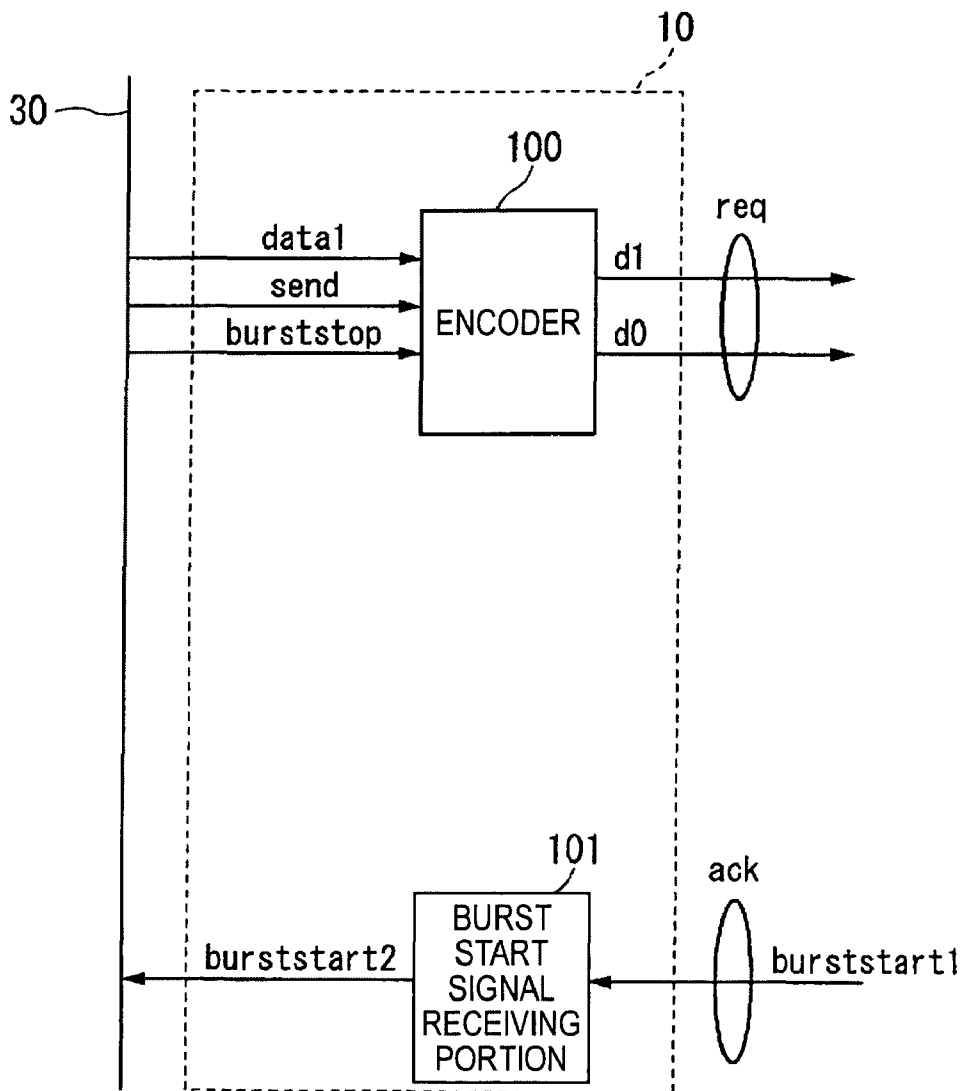 10
30
100
req
data1
d1
send
ENCODER
burststop
d0
101
ack
BURST
START
SIGNAL
RECEIVING
PORTION
burststart2
burststart1